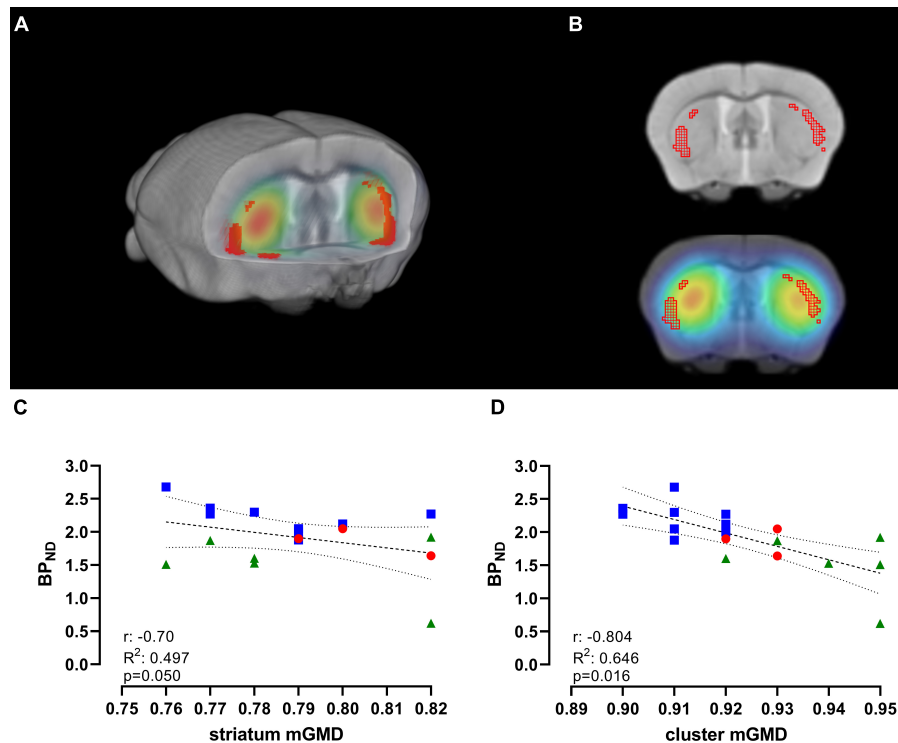 A
B
C
D
BP_ND
3.0
2.5
2.0
1.5
1.0
0.5
0.0
r: -0.70
R²: 0.497
p=0.050
0.75 0.76 0.77 0.78 0.79 0.80 0.81 0.82
striatum mGMD
BP_ND
3.0
2.5
2.0
1.5
1.0
0.5
0.0
r: -0.804
R²: 0.646
p=0.016
0.89 0.90 0.91 0.92 0.93 0.94 0.95
cluster mGMD